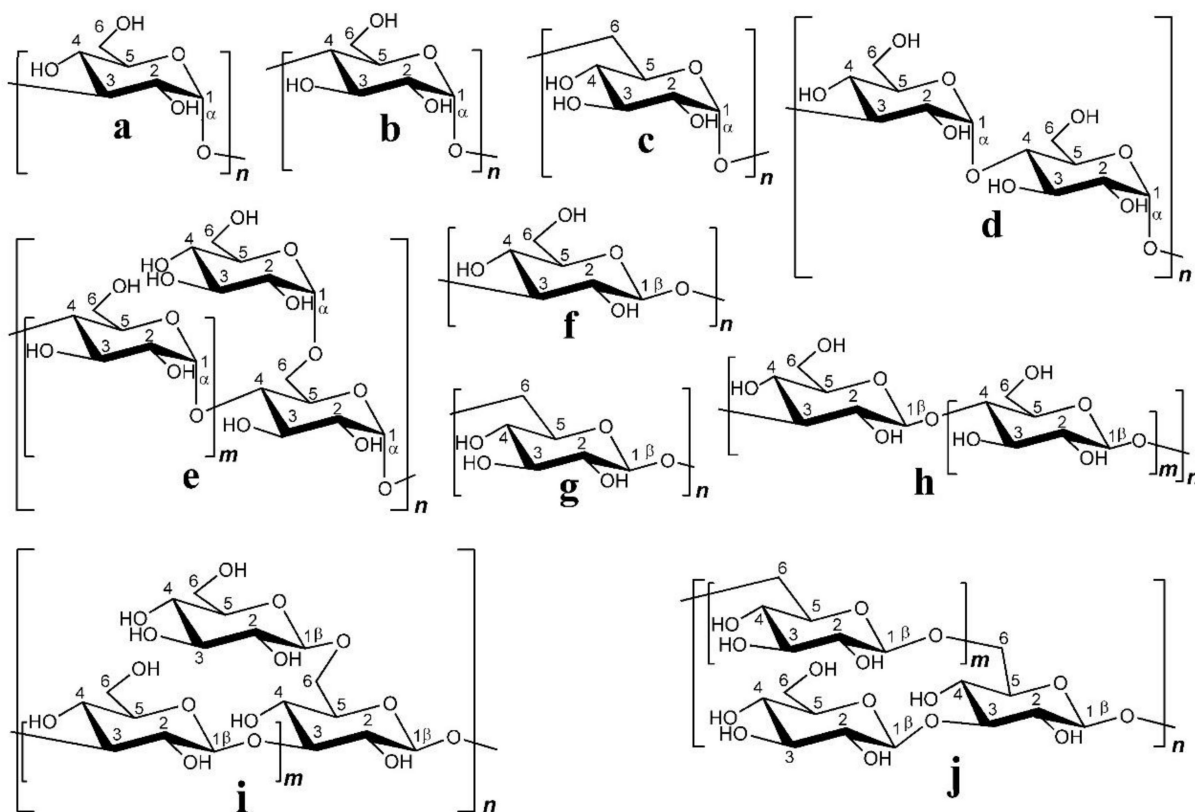 6 OH
4 5 O
HO 3 2 1
OH α
a O n
6 OH
4 5 O
HO 3 2 1
OH α
b O n
6
5 O
HO 4 3 2 1
HO OH α
c O n
6 OH
4 5 O
HO 3 2 1
OH α
6 OH
O 4 5 O
HO 3 2 1
OH α
d O n
6 OH
4 5 O
HO 2
HO 3 1
OH α
6 OH
4 5 O O
HO 3 2 1
OH α 6
O 4 5 O
m HO 3 2 1
OH α
e O n
6 OH
4 5 O
HO 3 2 1 β O
OH n
f
6
5 O
HO 4 3 2 1 β O
HO OH n
g
6 OH
4 5 O
HO 3 2 1β O
OH
6 OH
4 5 O
HO 3 2 1β O
OH m n
h
6 OH
4 5 O
HO 2 1β O
HO 3 OH
6 OH 6
4 5 O
HO 3 2 1β O
OH m
4 5 O
HO 3 2 1β O
OH n
i
6
5 O
HO 4 3 2 1 β O
HO OH m
6
6 OH
4 5 O
HO 2 1β O
HO 3 OH
5 O
HO 4 3 2 1 β O
OH n
j